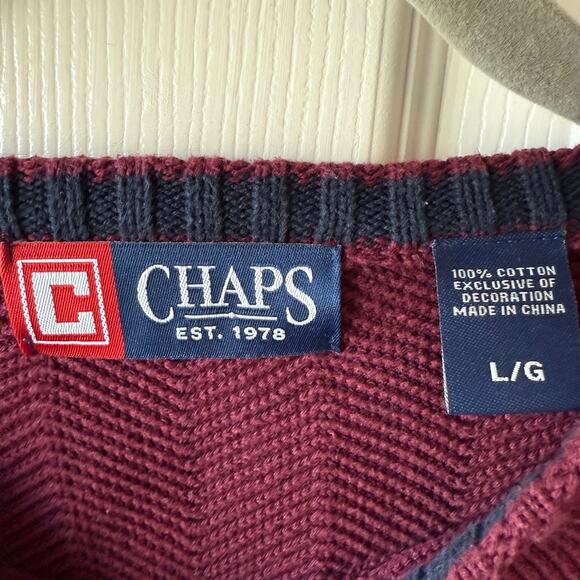 C
CHAPS
EST. 1978
100% COTTON
EXCLUSIVE OF
DECORATION
MADE IN CHINA
L/G